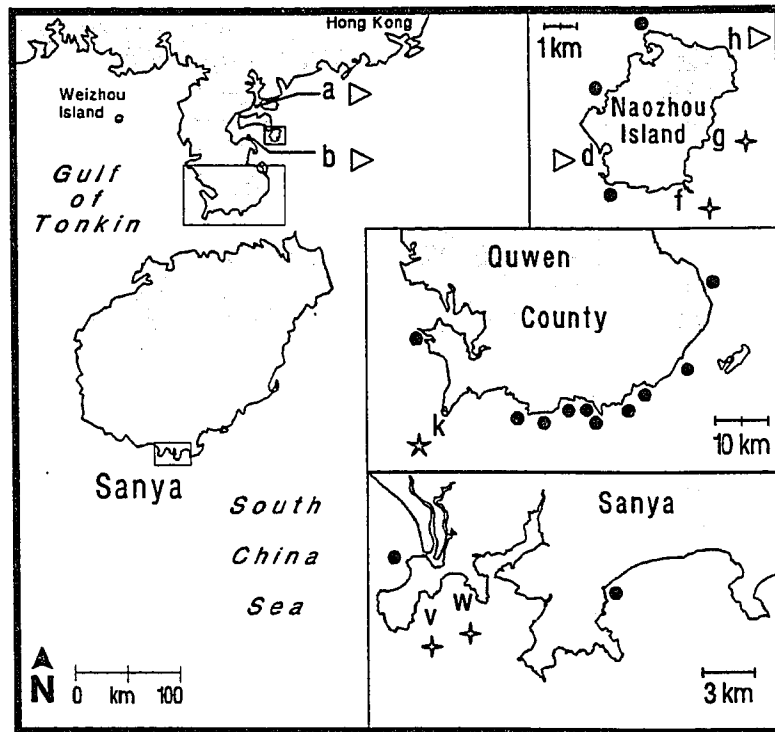 Hong Kong
Weizhou
Island
a
b
Gulf
of
Tonkin
Sanya
South
China
Sea
N
0 km 100
1km
h
Naozhou
Island
d
g
f
Quwen
County
k
10 km
Sanya
v w
3 km